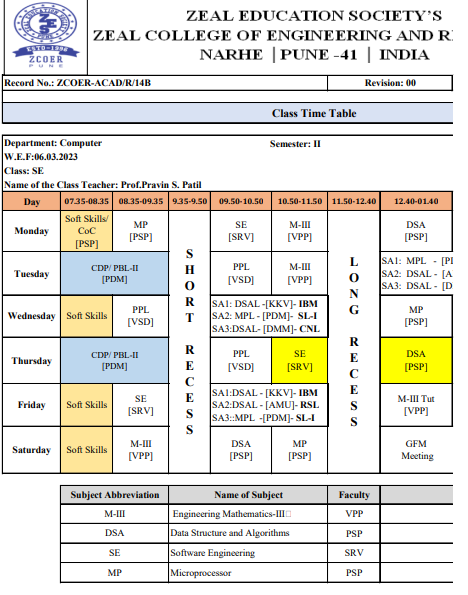 ZEAL EDUCATION SOCIETY'S
ZEAL COLLEGE OF ENGINEERING AND
NARHE | PUNE -41 | INDIA
ZEAL EDUCATION SOCIETY
ZES
ESTD-1996
ZCOER
PUNE
Record No.: ZCOER-ACAD/R/14B Revision: 00
Class Time Table
Department: Computer Semester: II
W.E.F:06.03.2023
Class: SE
Name of the Class Teacher: Prof.Pravin S. Patil
Day 07.35-08.35 08.35-09.35 9.35-9.50 09.50-10.50 10.50-11.50 11.50-12.40 12.40-01.40
SHORT RECESS
LONG RECESS
Monday Soft Skills/ CoC [PSP] MP [PSP] SE [SRV] M-III [VPP] DSA [PSP]
Tuesday CDP/ PBL-II [PDM] PPL [VSD] M-III [VPP]
SA1: MPL - [P
SA2: DSAL - [A
SA3: DSAL - [D
Wednesday Soft Skills PPL [VSD]
SA1: DSAL -[KKV]- IBM
SA2: MPL - [PDM]- SL-I
SA3:DSAL- [DMM]- CNL
MP [PSP]
Thursday CDP/ PBL-II [PDM] PPL [VSD] SE [SRV] DSA [PSP]
Friday Soft Skills SE [SRV]
SA1:DSAL - [KKV]- IBM
SA2:DSAL - [AMU]- RSL
SA3::MPL -[PDM]- SL-I
M-III Tut [VPP]
Saturday Soft Skills M-III [VPP] DSA [PSP] MP [PSP] GFM Meeting
Subject Abbreviation Name of Subject Faculty
M-III Engineering Mathematics-III VPP
DSA Data Structure and Algorithms PSP
SE Software Engineering SRV
MP Microprocessor PSP